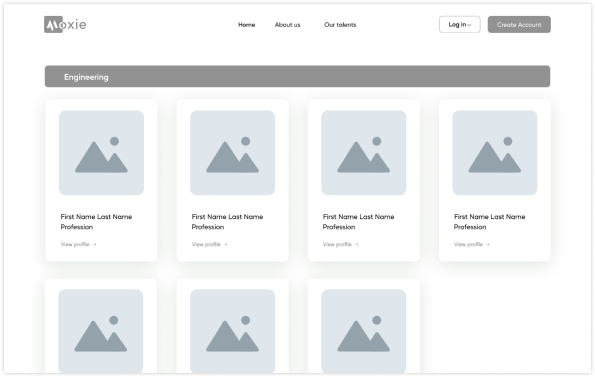 Moxie
Home
About us
Our talents
Log in
Create Account
Engineering
First Name Last Name
Profession
View profile →
First Name Last Name
Profession
View profile →
First Name Last Name
Profession
View profile →
First Name Last Name
Profession
View profile →